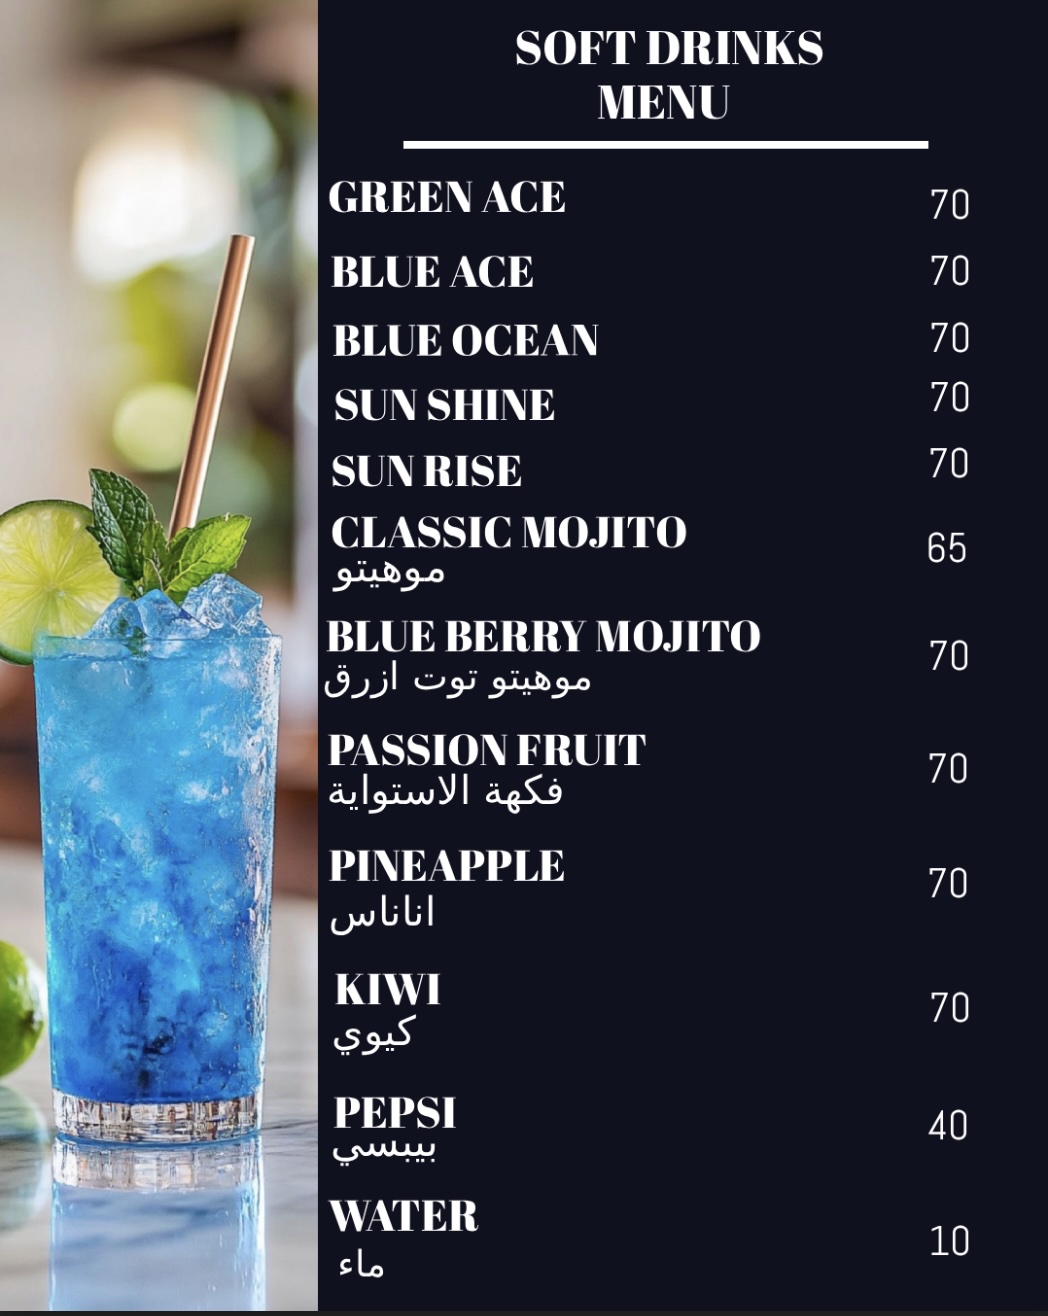 SOFT DRINKS
MENU
GREEN ACE 70
BLUE ACE 70
BLUE OCEAN 70
SUN SHINE 70
SUN RISE 70
CLASSIC MOJITO 65
موهيتو
BLUE BERRY MOJITO 70
موهيتو توت ازرق
PASSION FRUIT 70
فكهة الاستواية
PINEAPPLE 70
اناناس
KIWI 70
كيوي
PEPSI 40
بيبسي
WATER 10
ماء